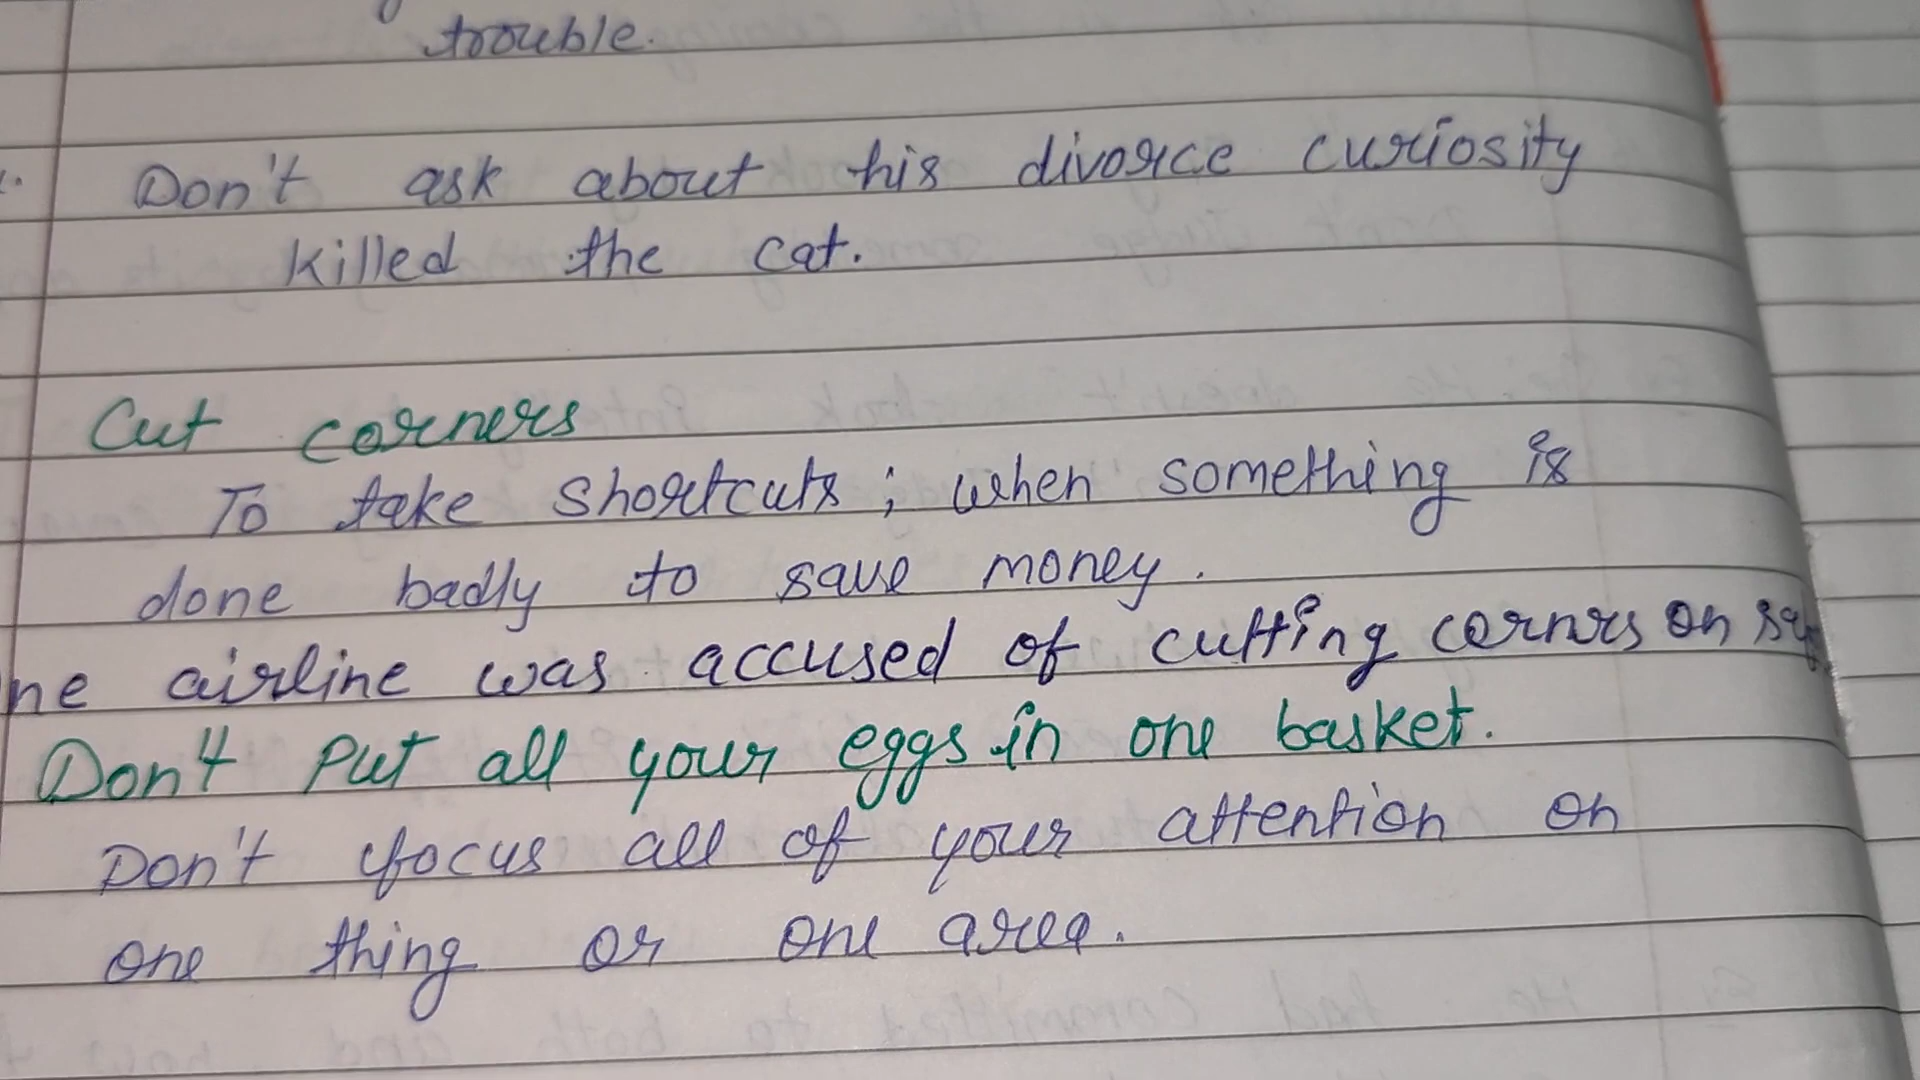 trouble.
Don't ask about his divorce curiosity
killed the cat.
Cut corners
To take shortcuts; when something is
done badly to save money.
airline was accused of cutting corners on
Don't Put all your eggs in one basket.
Don't focus all of your attention on
one thing or one area.